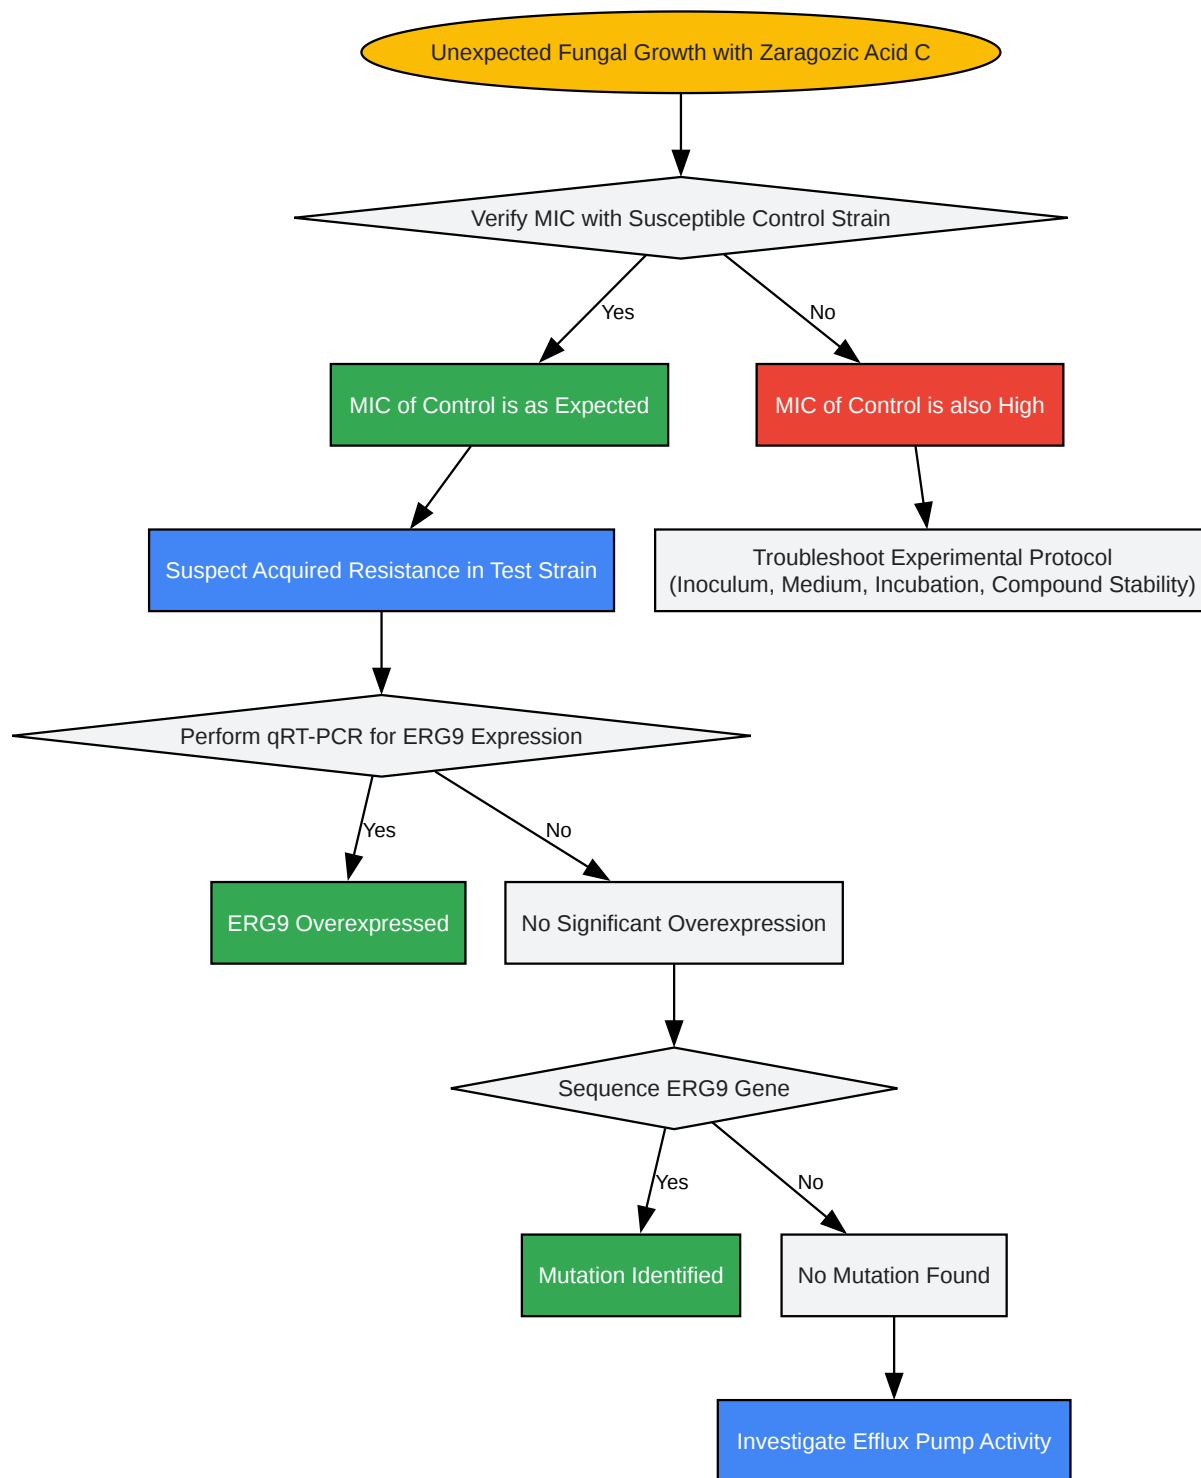 Unexpected Fungal Growth with Zaragozic Acid C
Verify MIC with Susceptible Control Strain
Yes
No
MIC of Control is as Expected
MIC of Control is also High
Suspect Acquired Resistance in Test Strain
Troubleshoot Experimental Protocol
(Inoculum, Medium, Incubation, Compound Stability)
Perform qRT-PCR for ERG9 Expression
Yes
No
ERG9 Overexpressed
No Significant Overexpression
Sequence ERG9 Gene
Yes
No
Mutation Identified
No Mutation Found
Investigate Efflux Pump Activity